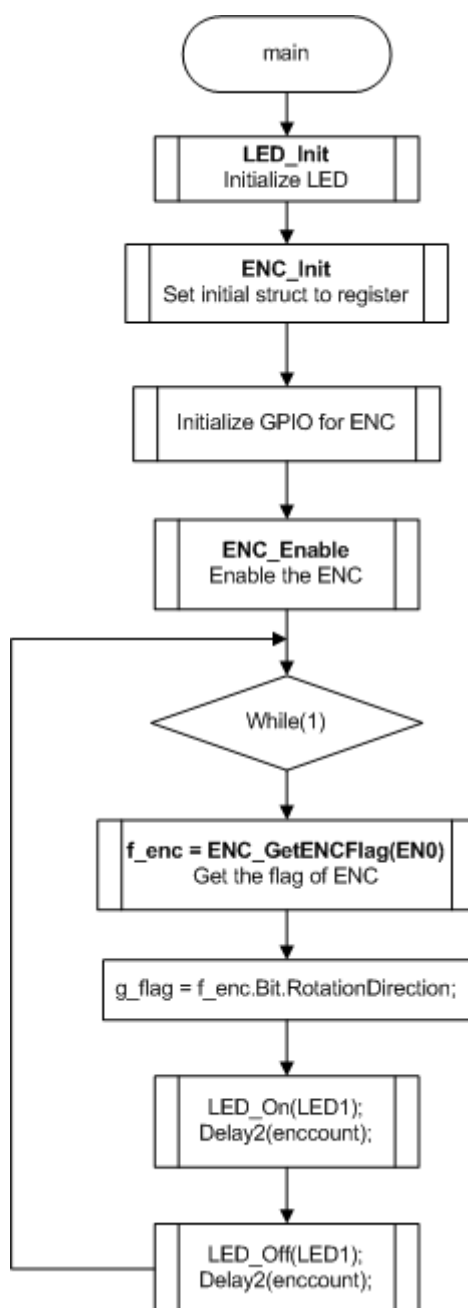 main
LED_Init
Initialize LED
ENC_Init
Set initial struct to register
Initialize GPIO for ENC
ENC_Enable
Enable the ENC
While(1)
f_enc = ENC_GetENCFlag(EN0)
Get the flag of ENC
g_flag = f_enc.Bit.RotationDirection;
LED_On(LED1);
Delay2(enccount);
LED_Off(LED1);
Delay2(enccount);